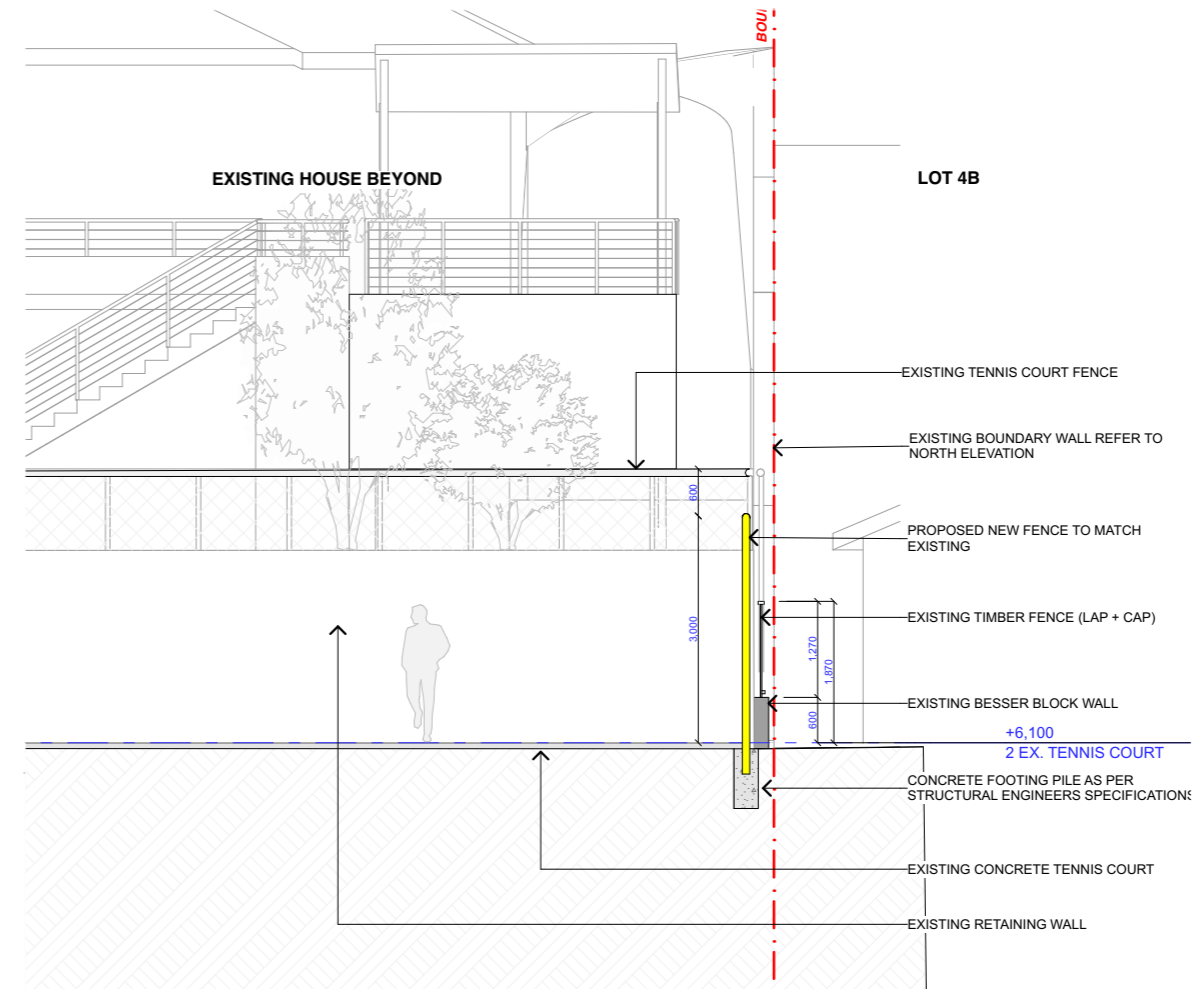 BOU
EXISTING HOUSE BEYOND
LOT 4B
EXISTING TENNIS COURT FENCE
EXISTING BOUNDARY WALL REFER TO
NORTH ELEVATION
600
PROPOSED NEW FENCE TO MATCH
EXISTING
3,000
EXISTING TIMBER FENCE (LAP + CAP)
1,270
1,870
EXISTING BESSER BLOCK WALL
600
+6,100
2 EX. TENNIS COURT
CONCRETE FOOTING PILE AS PER
STRUCTURAL ENGINEERS SPECIFICATIONS
EXISTING CONCRETE TENNIS COURT
EXISTING RETAINING WALL